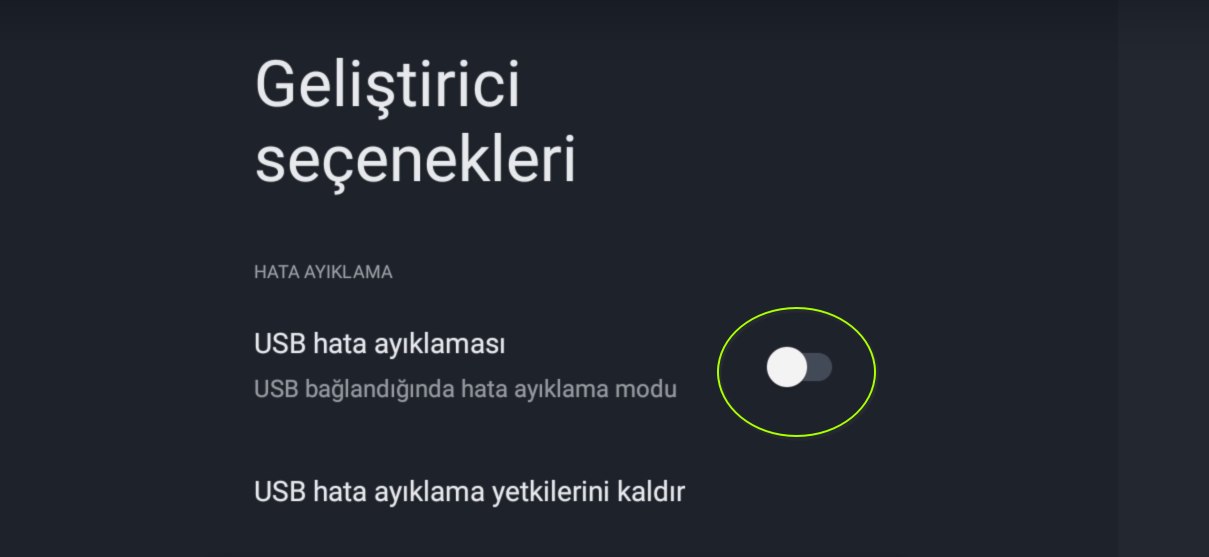 Geliştirici
seçenekleri
HATA AYIKLAMA
USB hata ayıklaması
USB bağlandığında hata ayıklama modu
USB hata ayıklama yetkilerini kaldır